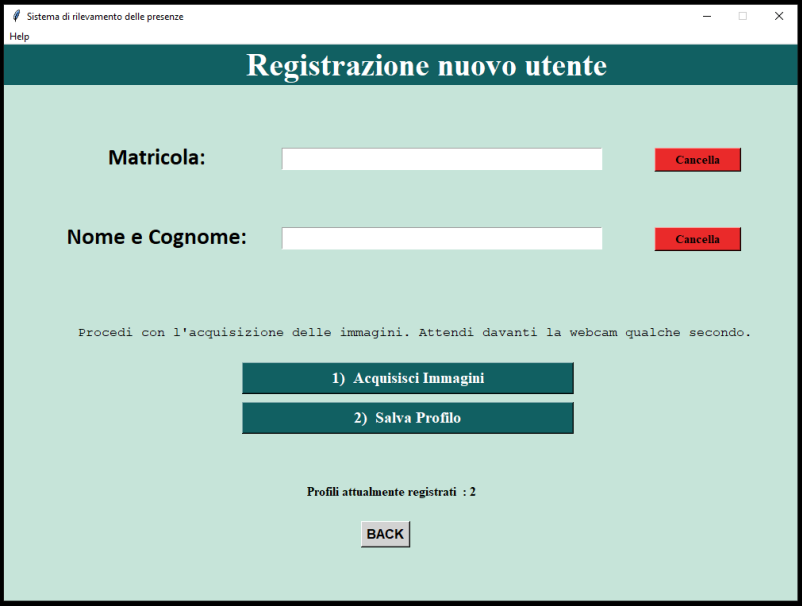 Sistema di rilevamento delle presenze
Help
Registrazione nuovo utente
Matricola:
Cancella
Nome e Cognome:
Cancella
Procedi con l'acquisizione delle immagini. Attendi davanti la webcam qualche secondo.
1) Acquisisci Immagini
2) Salva Profilo
Profili attualmente registrati : 2
BACK